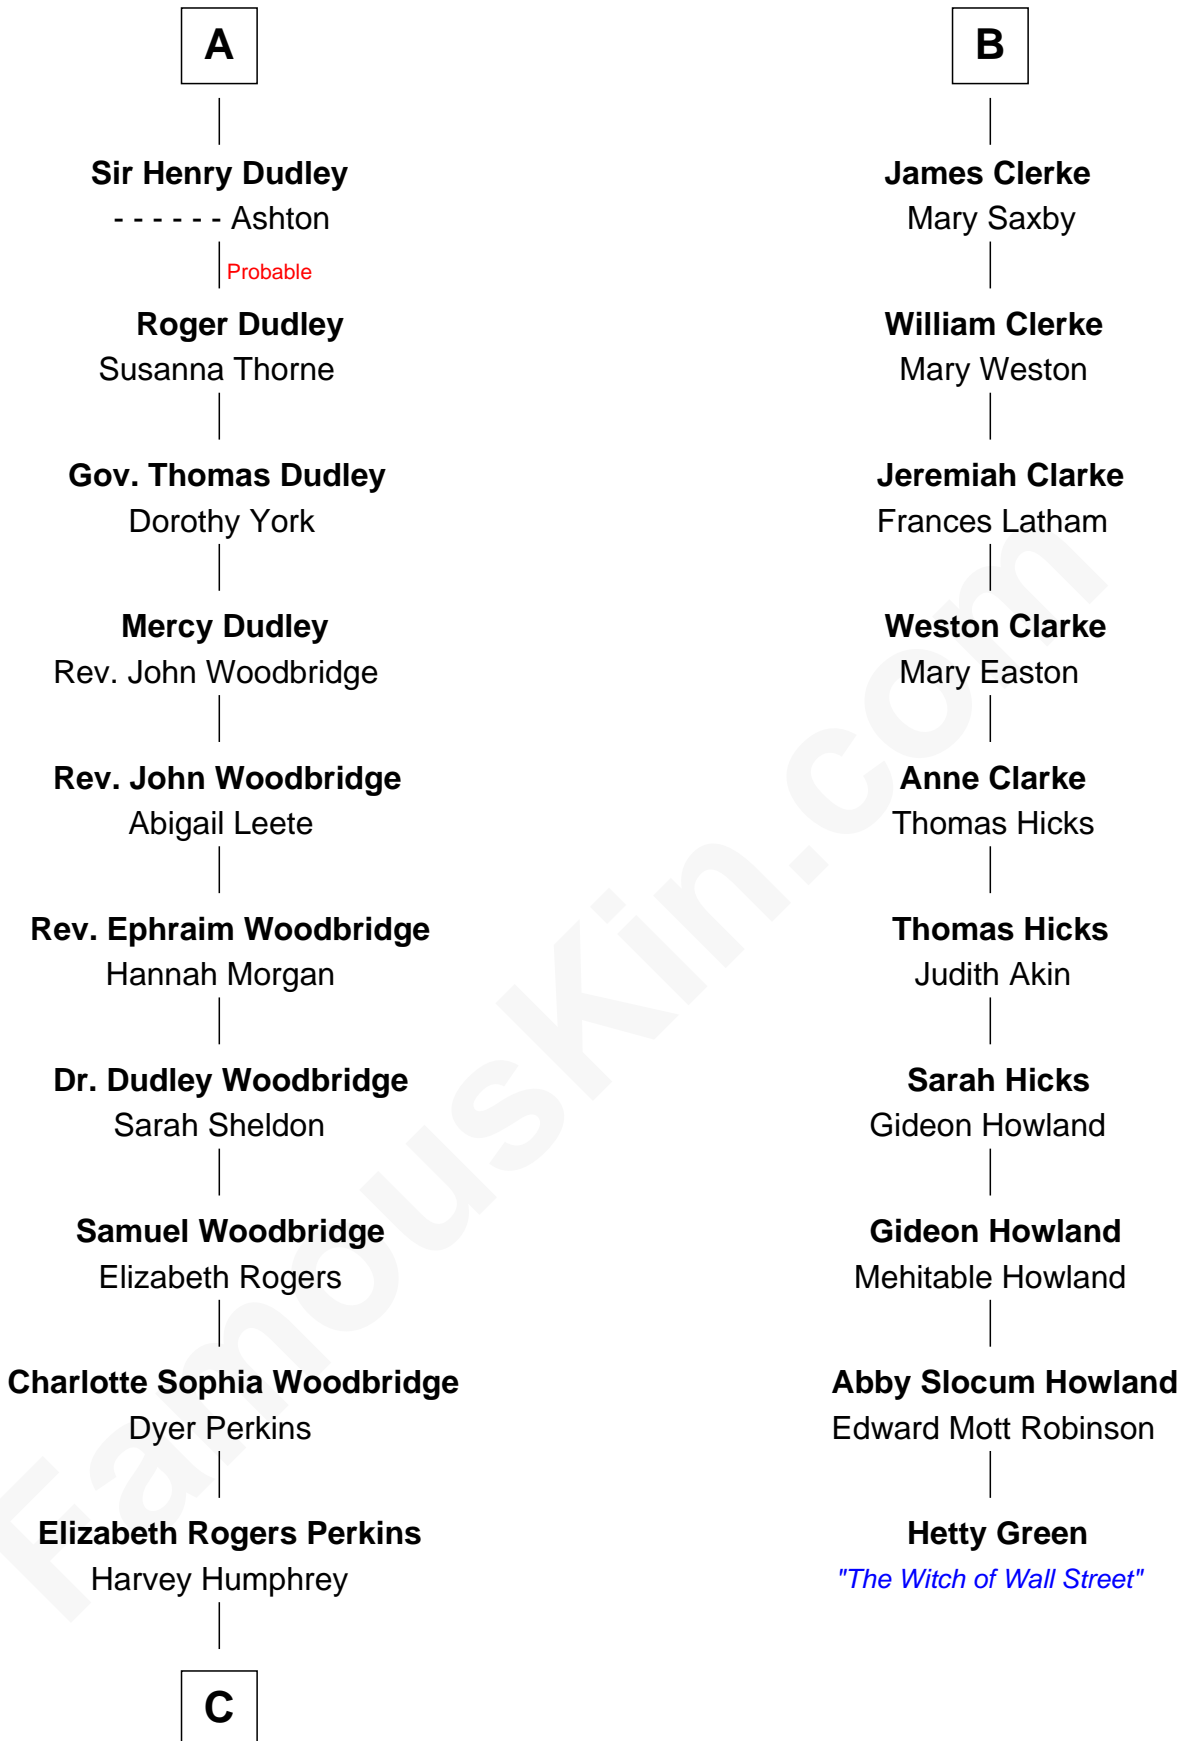 A
Sir Henry Dudley
- - - - - - Ashton
Probable
Roger Dudley
Susanna Thorne
Gov. Thomas Dudley
Dorothy York
Mercy Dudley
Rev. John Woodbridge
Rev. John Woodbridge
Abigail Leete
Rev. Ephraim Woodbridge
Hannah Morgan
Dr. Dudley Woodbridge
Sarah Sheldon
Samuel Woodbridge
Elizabeth Rogers
Charlotte Sophia Woodbridge
Dyer Perkins
Elizabeth Rogers Perkins
Harvey Humphrey
C
B
James Clerke
Mary Saxby
William Clerke
Mary Weston
Jeremiah Clarke
Frances Latham
Weston Clarke
Mary Easton
Anne Clarke
Thomas Hicks
Thomas Hicks
Judith Akin
Sarah Hicks
Gideon Howland
Gideon Howland
Mehitable Howland
Abby Slocum Howland
Edward Mott Robinson
Hetty Green
"The Witch of Wall Street"
FamousKin.com